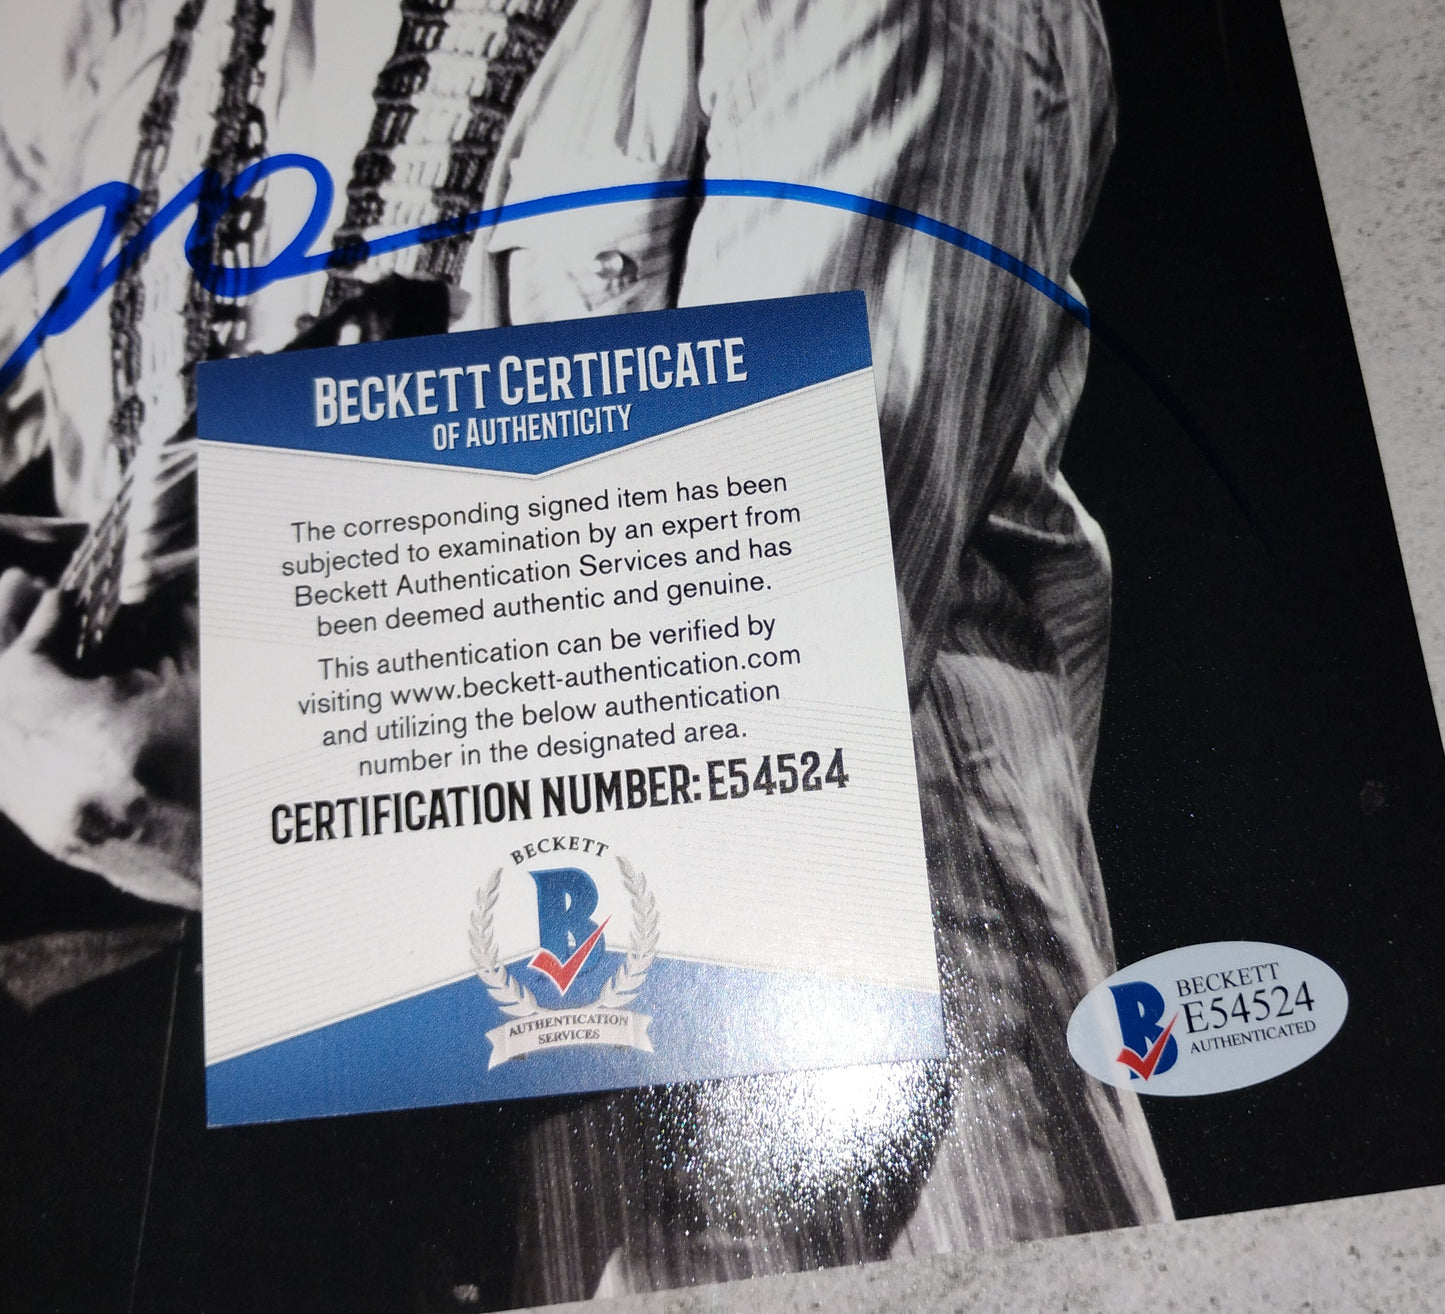 BECKETT CERTIFICATE
OF AUTHENTICITY
The corresponding signed item has been
subjected to examination by an expert from
Beckett Authentication Services and has
been deemed authentic and genuine.
This authentication can be verified by
visiting www.beckett-authentication.com
and utilizing the below authentication
number in the designated area.
CERTIFICATION NUMBER: E54524
BECKETT
B
AUTHENTICATION
SERVICES
B
BECKETT
E54524
AUTHENTICATED